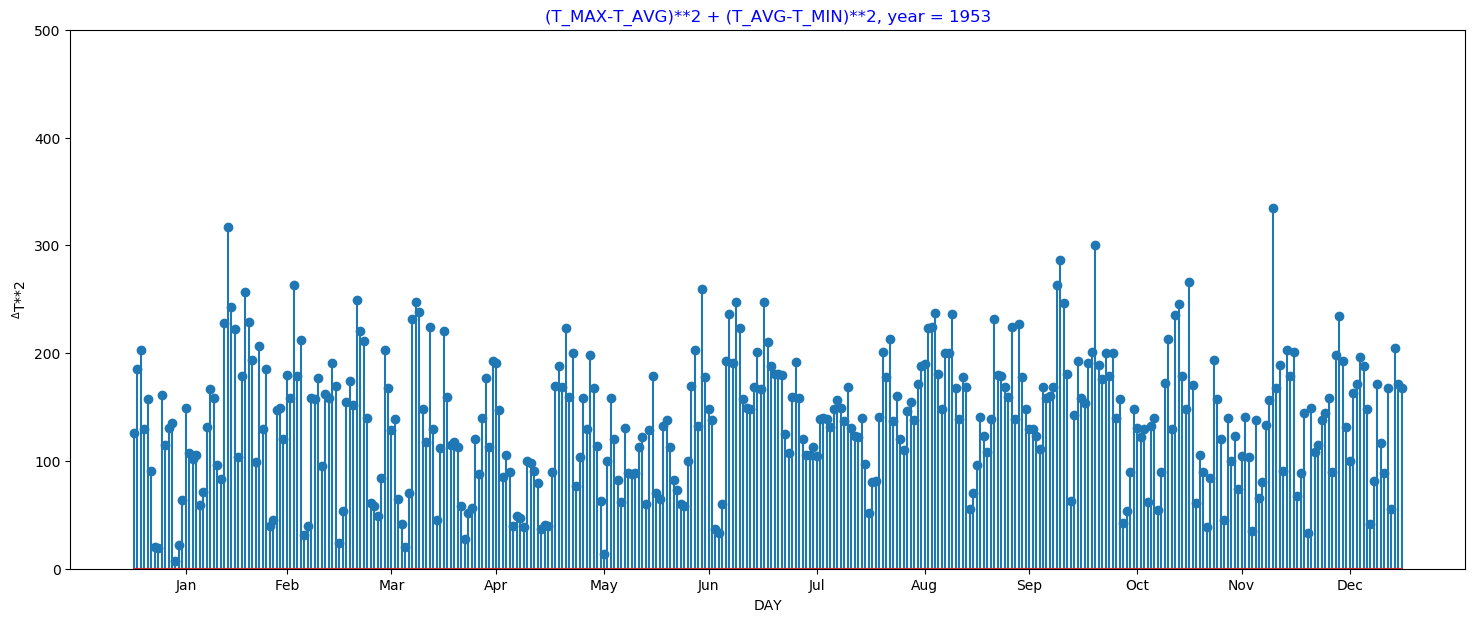 (T_MAX-T_AVG)**2 + (T_AVG-T_MIN)**2, year = 1953
500
400
300
200
100
0
ΔT**2
Jan Feb Mar Apr May Jun Jul Aug Sep Oct Nov Dec
DAY